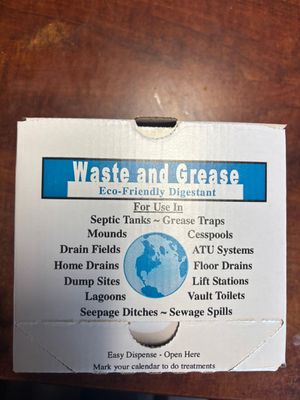 Waste and Grease
Eco-Friendly Digestant
For Use In
Septic Tanks ~ Grease Traps
Mounds Cesspools
Drain Fields ATU Systems
Home Drains Floor Drains
Dump Sites Lift Stations
Lagoons Vault Toilets
Seepage Ditches ~ Sewage Spills
Easy Dispense - Open Here
Mark your calendar to do treatments